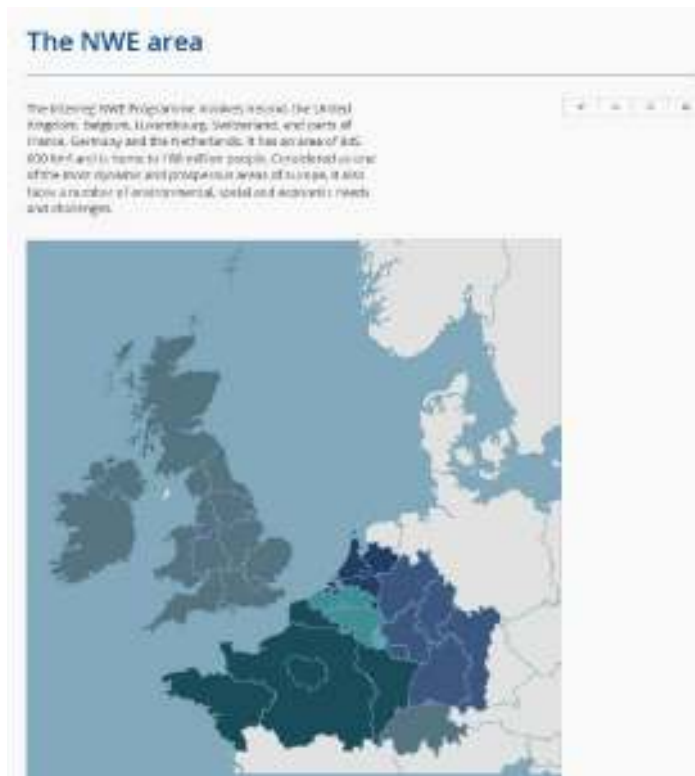 The NWE area
The Interreg NWE Programme involves Ireland, the United
Kingdom, Belgium, Luxembourg, Switzerland, and parts of
France, Germany and the Netherlands. It has an area of 845
000 km² and is home to 180 million people. Considered as one
of the most dynamic and prosperous areas of Europe, it also
faces a number of environmental, social and economic needs
and challenges.